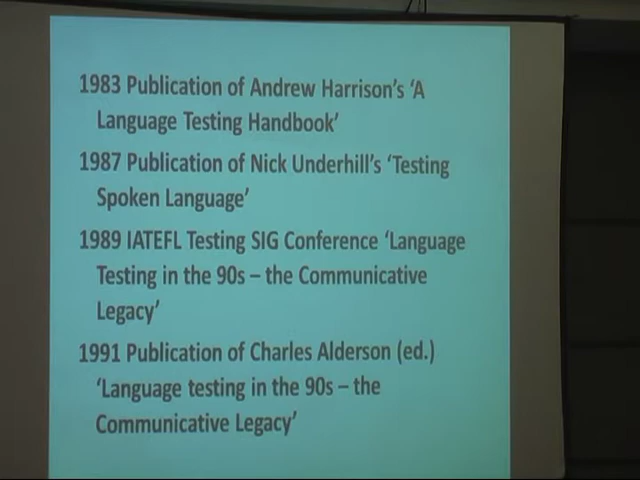 1983 Publication of Andrew Harrison's 'A
Language Testing Handbook'
1987 Publication of Nick Underhill's 'Testing
Spoken Language'
1989 IATEFL Testing SIG Conference 'Language
Testing in the 90s – the Communicative
Legacy'
1991 Publication of Charles Alderson (ed.)
'Language testing in the 90s – the
Communicative Legacy'